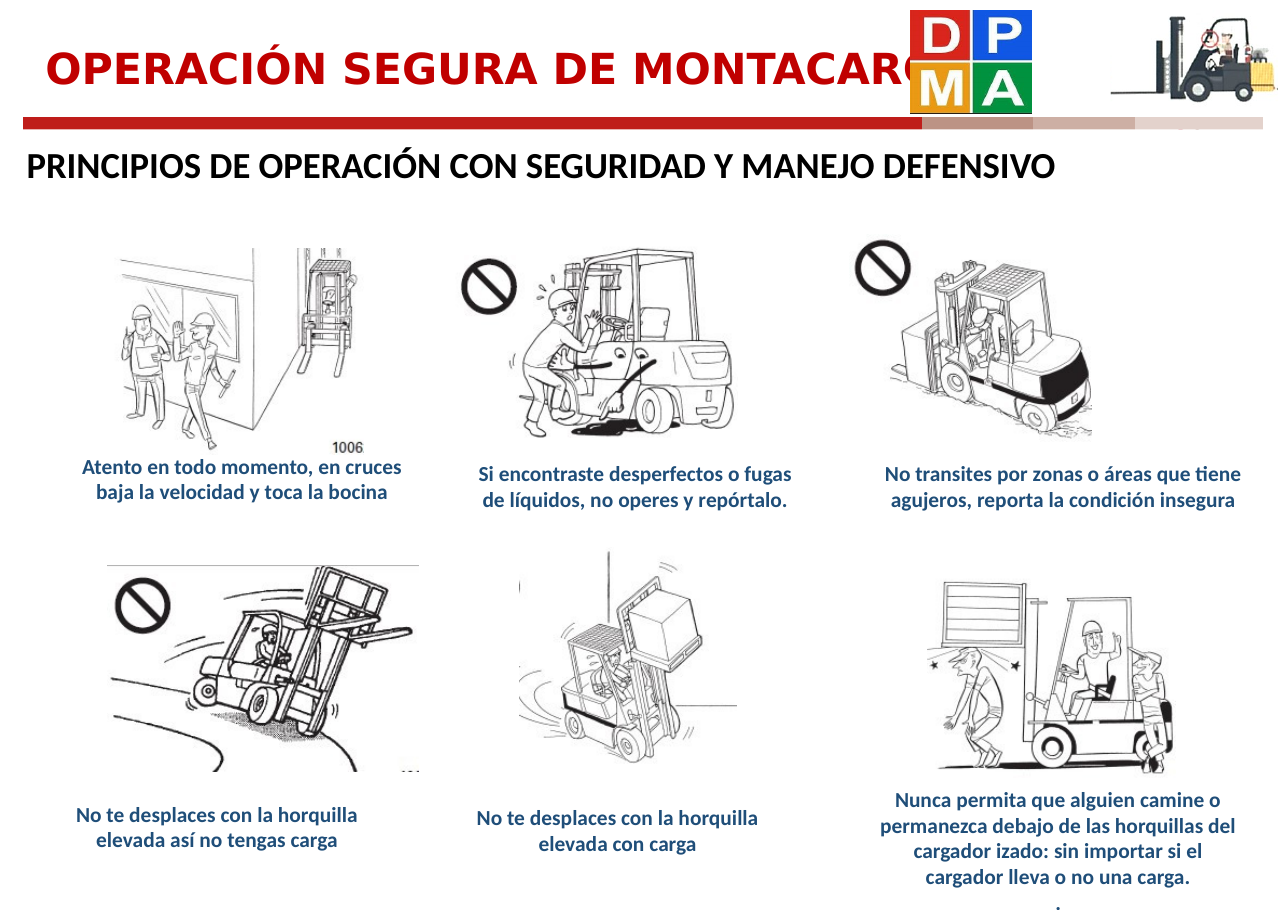 OPERACIÓN SEGURA DE MONTACARG
D P
M A
PRINCIPIOS DE OPERACIÓN CON SEGURIDAD Y MANEJO DEFENSIVO
1006
Atento en todo momento, en cruces
baja la velocidad y toca la bocina
Si encontraste desperfectos o fugas
de líquidos, no operes y repórtalo.
No transites por zonas o áreas que tiene
agujeros, reporta la condición insegura
No te desplaces con la horquilla
elevada así no tengas carga
No te desplaces con la horquilla
elevada con carga
Nunca permita que alguien camine o
permanezca debajo de las horquillas del
cargador izado: sin importar si el
cargador lleva o no una carga.
.